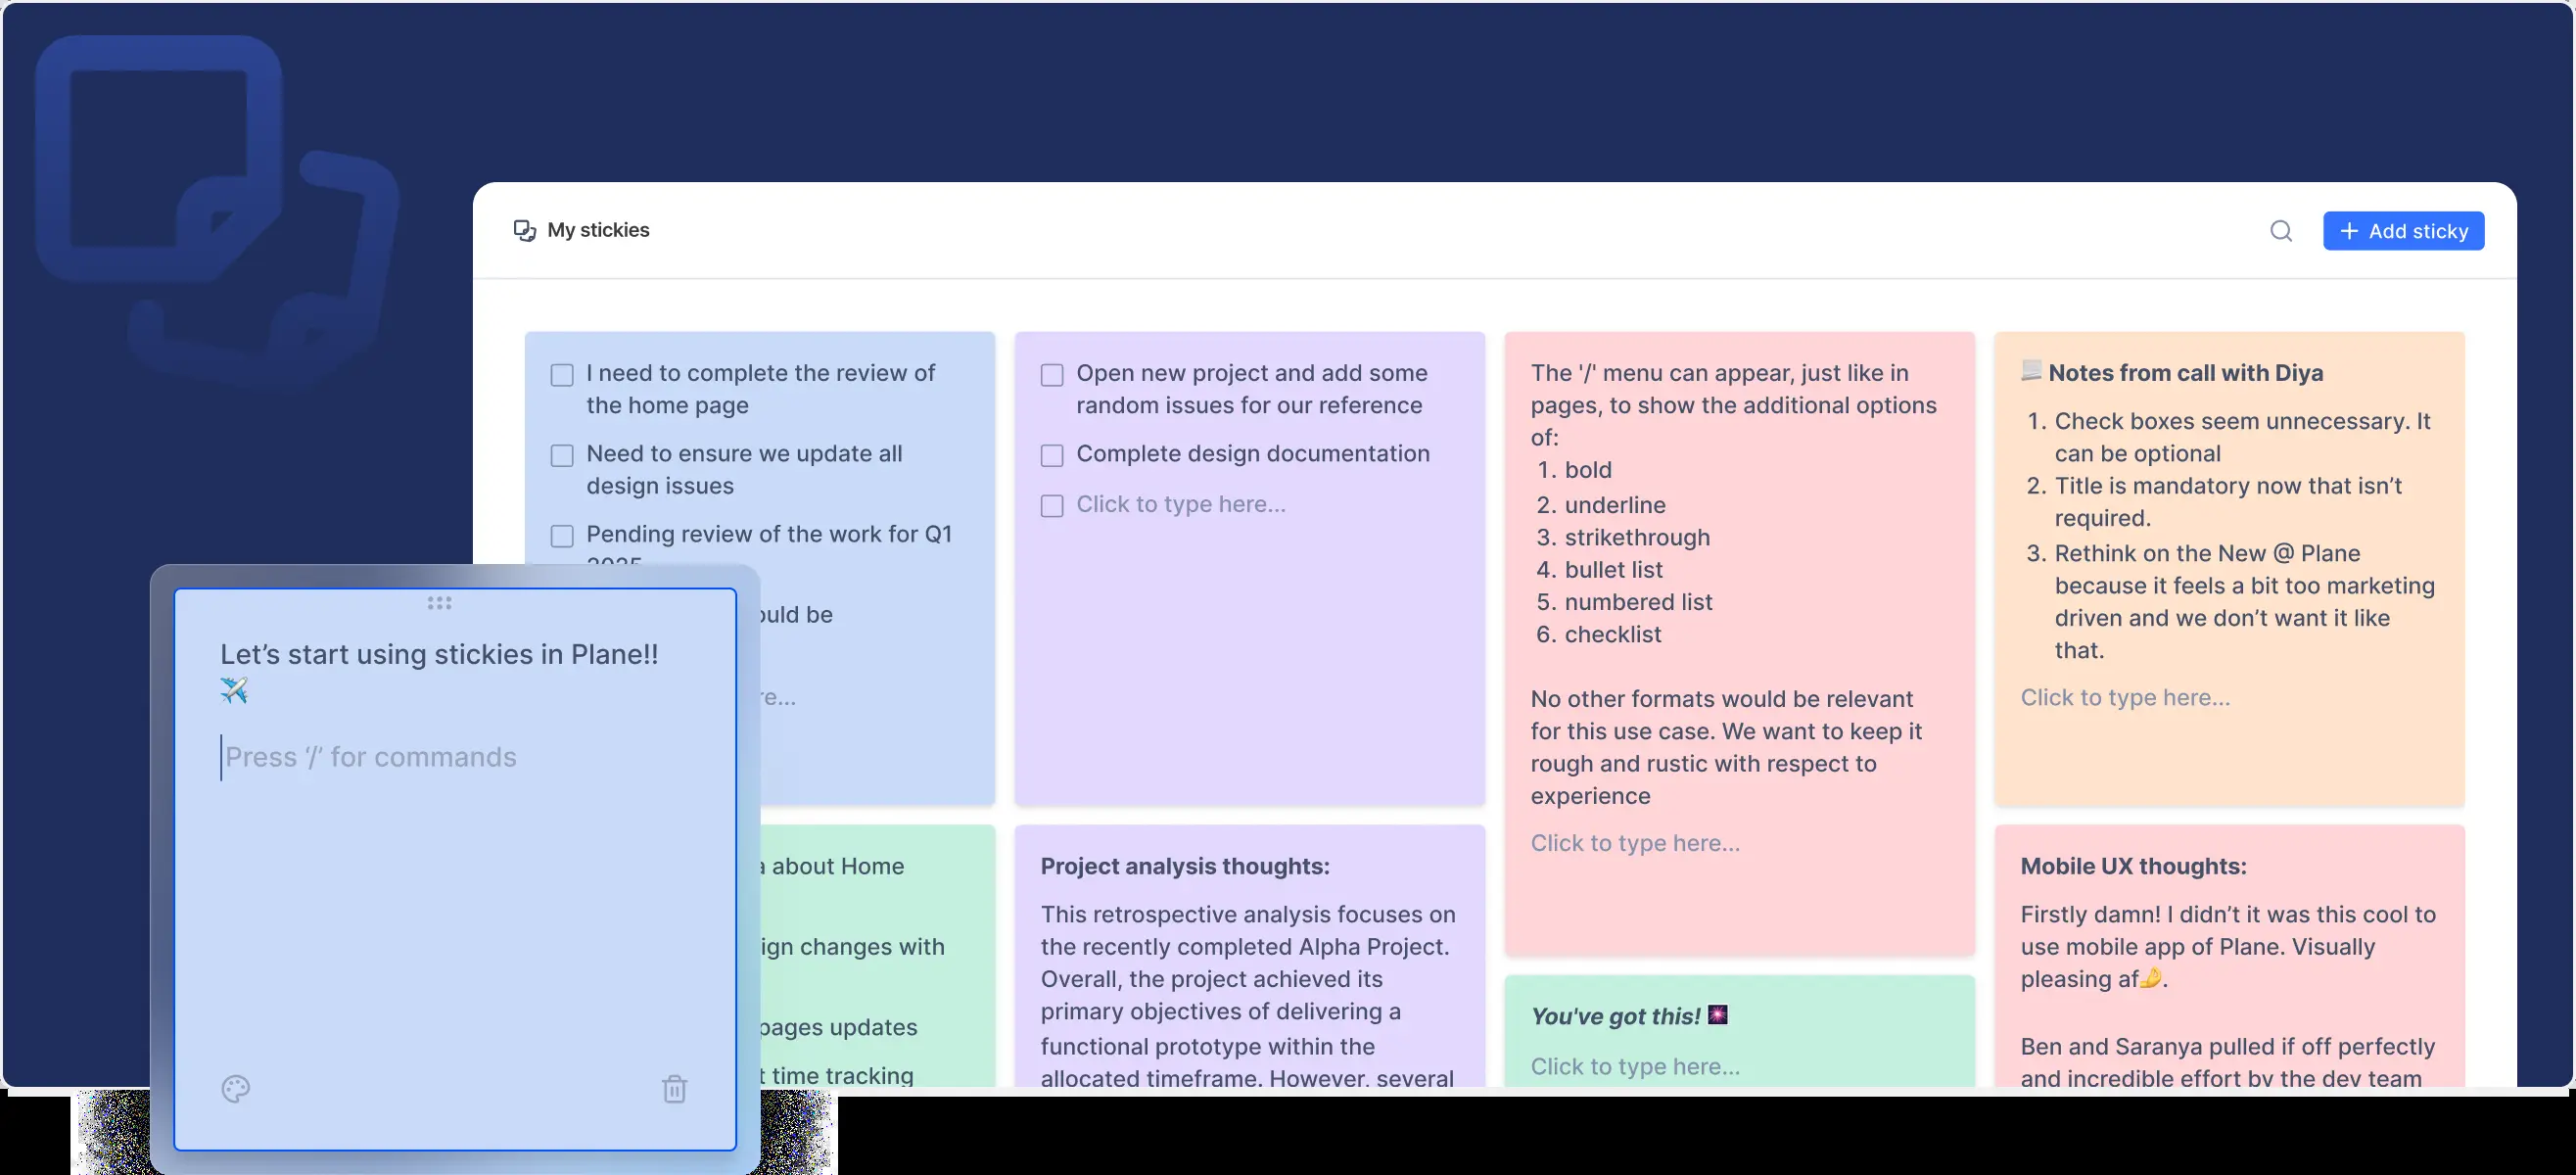 My stickies
Add sticky
I need to complete the review of
the home page
Need to ensure we update all
design issues
Pending review of the work for Q1
2025
be
Open new project and add some
random issues for our reference
Complete design documentation
Click to type here...
The '/' menu can appear, just like in
pages, to show the additional options
of:
1. bold
2. underline
3. strikethrough
4. bullet list
5. numbered list
6. checklist
No other formats would be relevant
for this use case. We want to keep it
rough and rustic with respect to
experience
Click to type here...
Notes from call with Diya
1. Check boxes seem unnecessary. It
can be optional
2. Title is mandatory now that isn’t
required.
3. Rethink on the New @ Plane
because it feels a bit too marketing
driven and we don’t want it like
that.
Click to type here...
Let’s start using stickies in Plane!!
✈️
Press ‘/’ for commands
about Home
changes with
pages updates
time tracking
Project analysis thoughts:
This retrospective analysis focuses on
the recently completed Alpha Project.
Overall, the project achieved its
primary objectives of delivering a
functional prototype within the
allocated timeframe. However, several
You've got this! 🎆
Click to type here...
Mobile UX thoughts:
Firstly damn! I didn’t it was this cool to
use mobile app of Plane. Visually
pleasing af🤌.
Ben and Saranya pulled if off perfectly
and incredible effort by the dev team